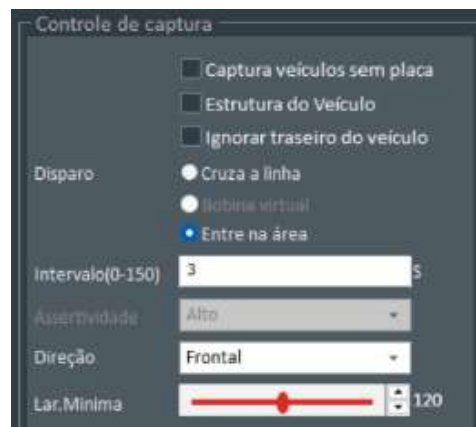 Controle de captura
Captura veículos sem placa
Estrutura do Veículo
Ignorar traseiro do veículo
Disparo
Cruza a linha
Bobina virtual
Entre na área
Intervalo(0-150) 3 S
Assertividade Alto
Direção Frontal
Lar.Minima 120